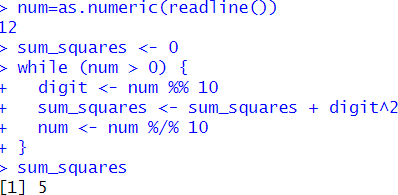 > num=as.numeric(readline())
12
> sum_squares <- 0
> while (num > 0) {
+   digit <- num %% 10
+   sum_squares <- sum_squares + digit^2
+   num <- num %/% 10
+ }
> sum_squares
[1] 5